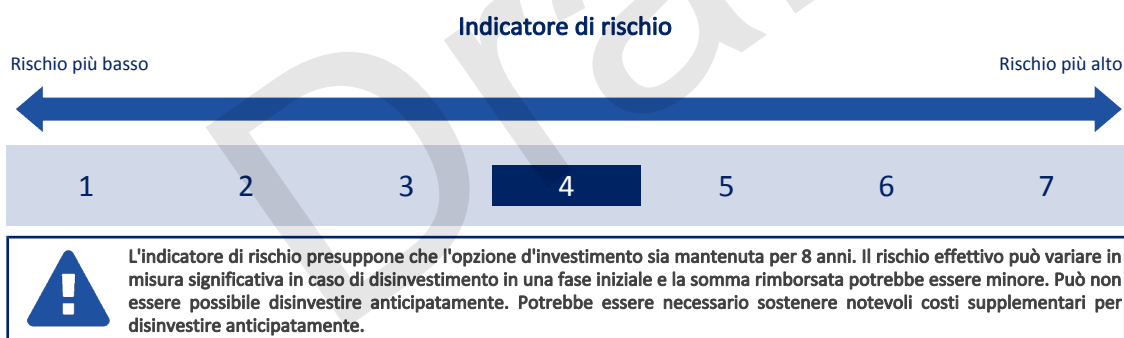 Indicatore di rischio
Rischio più basso
Rischio più alto
1 2 3 4 5 6 7
L'indicatore di rischio presuppone che l'opzione d'investimento sia mantenuta per 8 anni. Il rischio effettivo può variare in
misura significativa in caso di disinvestimento in una fase iniziale e la somma rimborsata potrebbe essere minore. Può non
essere possibile disinvestire anticipatamente. Potrebbe essere necessario sostenere notevoli costi supplementari per
disinvestire anticipatamente.